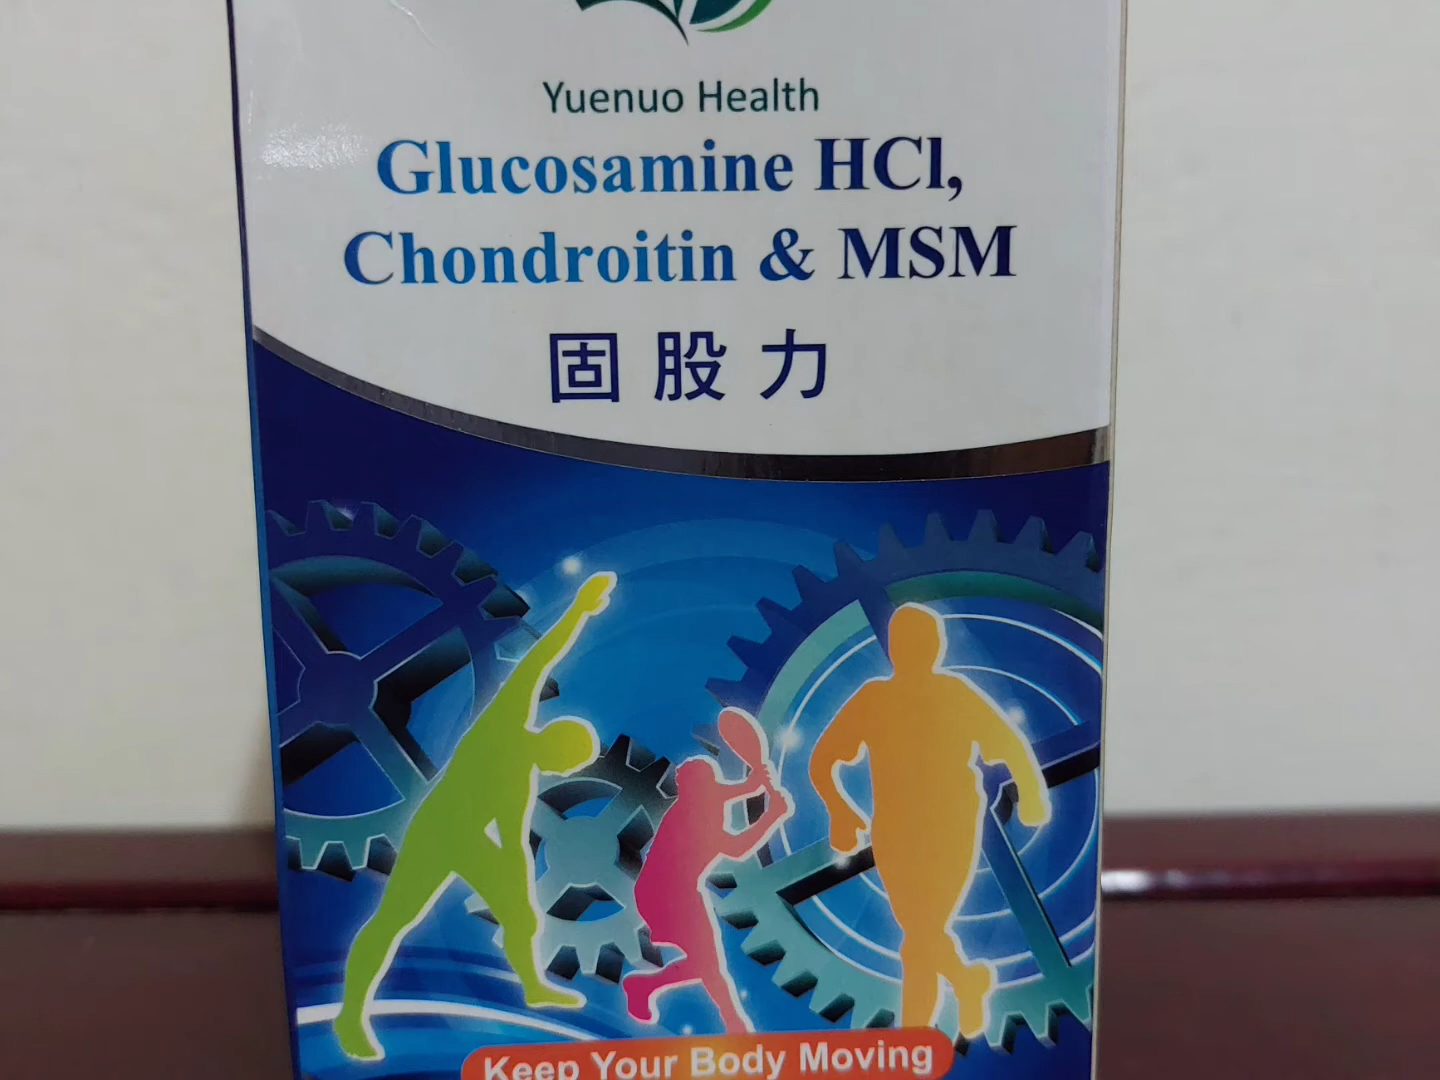 Yuenuo Health
Glucosamine HCl,
Chondroitin & MSM
固股力
Keep Your Body Moving